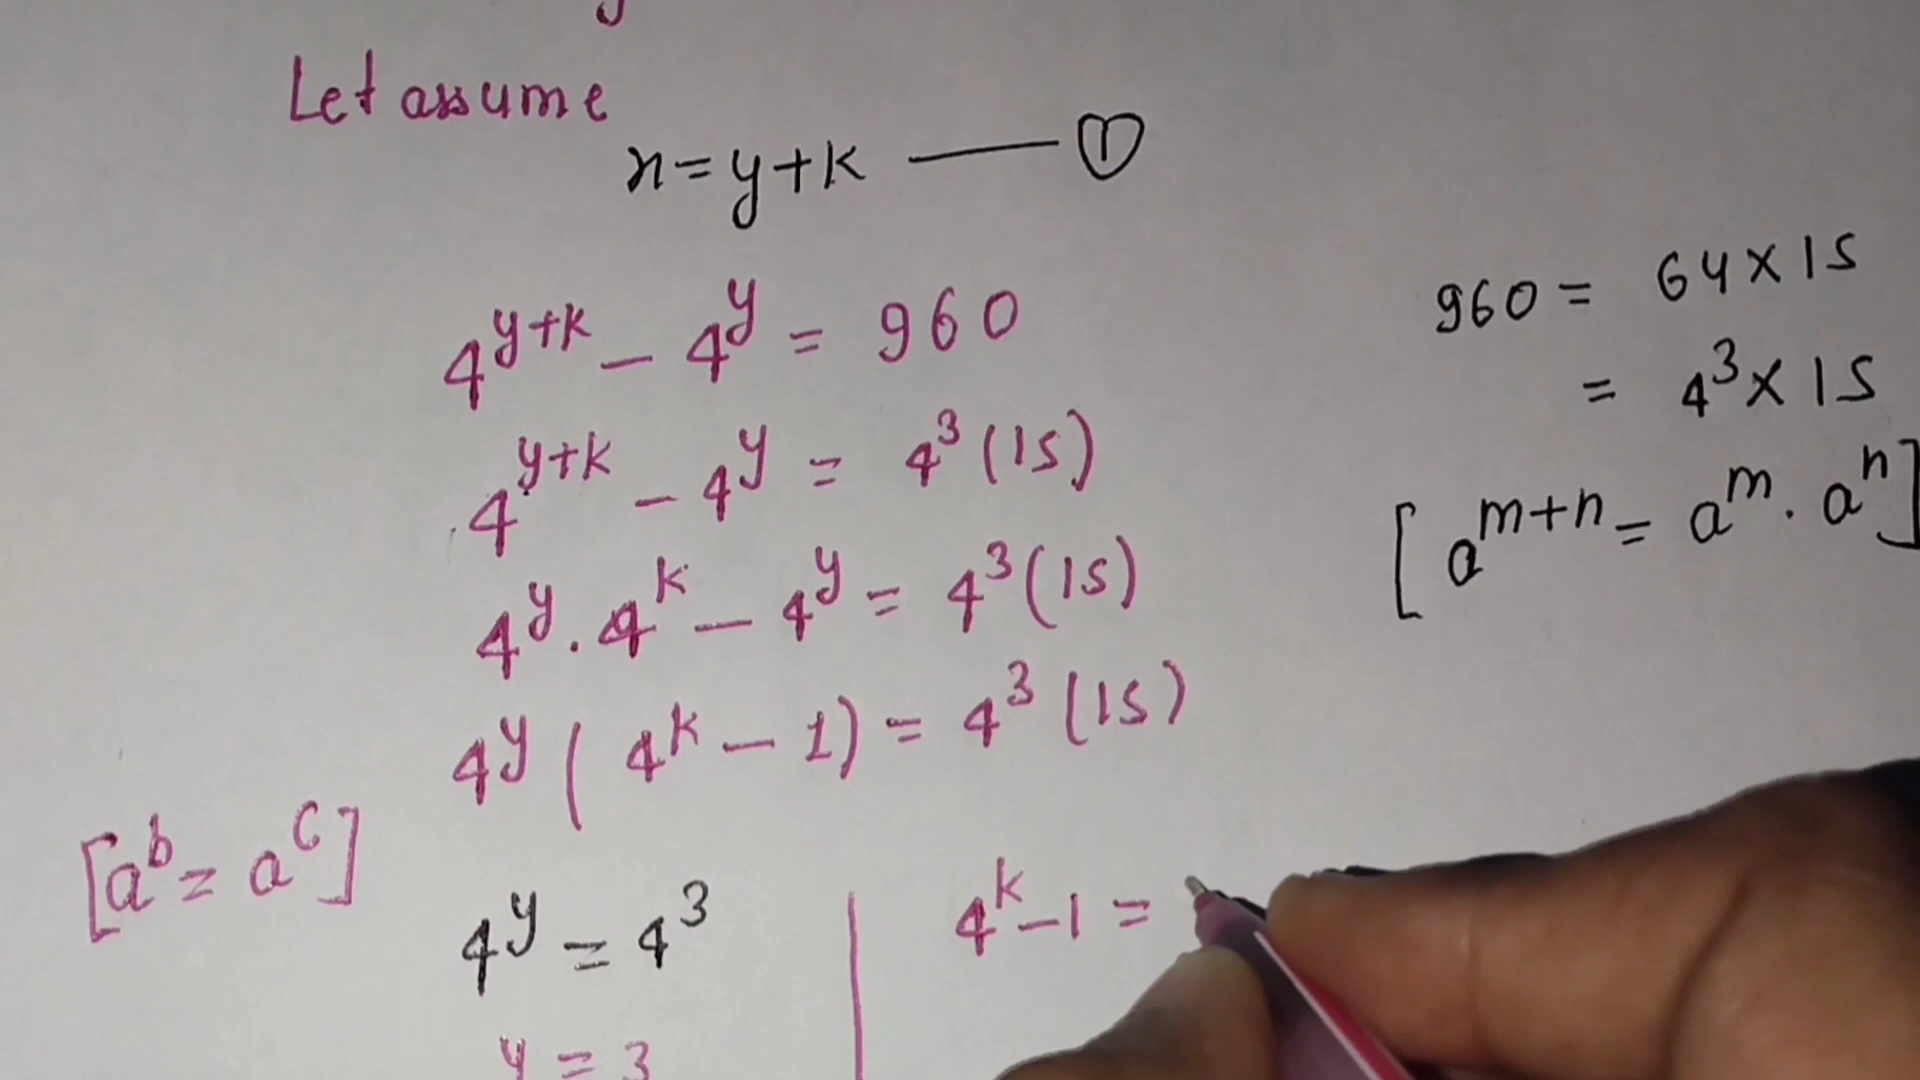 Let assume
x = y + k —— ①
4^{y+k} - 4^y = 960
4^{y+k} - 4^y = 4^3 (15)
4^y . 4^k - 4^y = 4^3 (15)
4^y ( 4^k - 1) = 4^3 (15)
960 = 64 X 15
= 4^3 X 15
[ a^{m+n} = a^m . a^n ]
[ a^b = a^c ]
4^y = 4^3
y = 3
4^k - 1 =